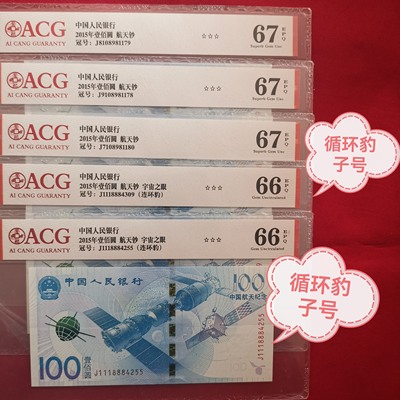 ACG
AI CANG GUARANTY
中国人民银行
2015年壹佰圆 航天钞
冠号：J8108981179
☆☆☆
67 EPQ
Superb Gem Unc
ACG
AI CANG GUARANTY
中国人民银行
2015年壹佰圆 航天钞
冠号：J9108981178
☆☆☆
67 EPQ
Superb Gem Unc
ACG
AI CANG GUARANTY
中国人民银行
2015年壹佰圆 航天钞
冠号：J7108981180
67 EPQ
Superb Gem Unc
循环豹
子号
ACG
AI CANG GUARANTY
中国人民银行
2015年壹佰圆 航天钞 宇宙之眼
冠号：J1118884309（连环豹）
☆☆☆
66 EPQ
Gem Uncirculated
ACG
AI CANG GUARANTY
中国人民银行
2015年壹佰圆 航天钞 宇宙之眼
冠号：J1118884255（连环豹）
☆☆☆
66 EPQ
Gem Uncirculated
中国人民银行
100
中国航天纪念
循环豹
子号
100 壹佰圆
J1118884255
J1118884255